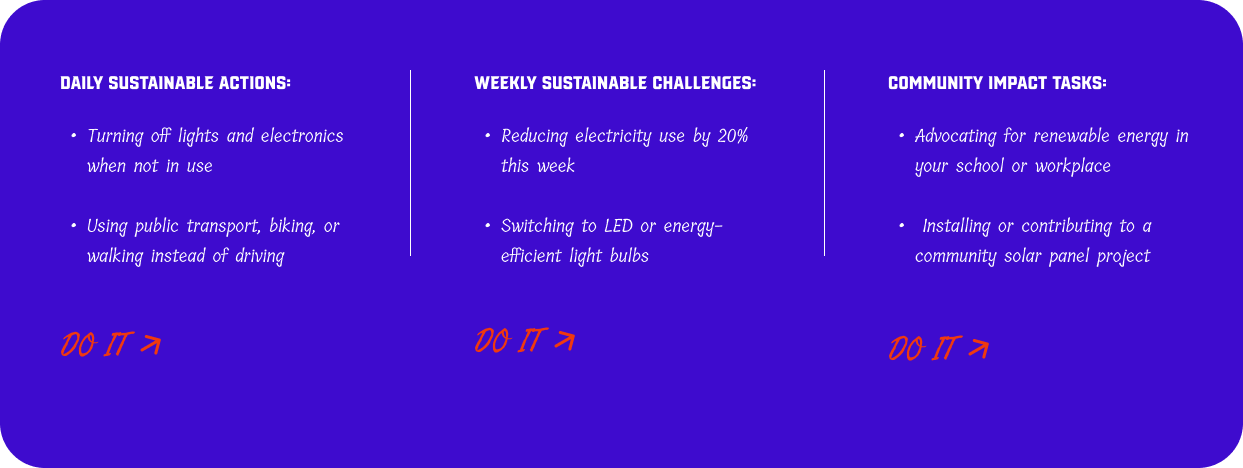 DAILY SUSTAINABLE ACTIONS:
• Turning off lights and electronics
when not in use
• Using public transport, biking, or
walking instead of driving
DO IT ↗
WEEKLY SUSTAINABLE CHALLENGES:
• Reducing electricity use by 20%
this week
• Switching to LED or energy-
efficient light bulbs
DO IT ↗
COMMUNITY IMPACT TASKS:
• Advocating for renewable energy in
your school or workplace
• Installing or contributing to a
community solar panel project
DO IT ↗